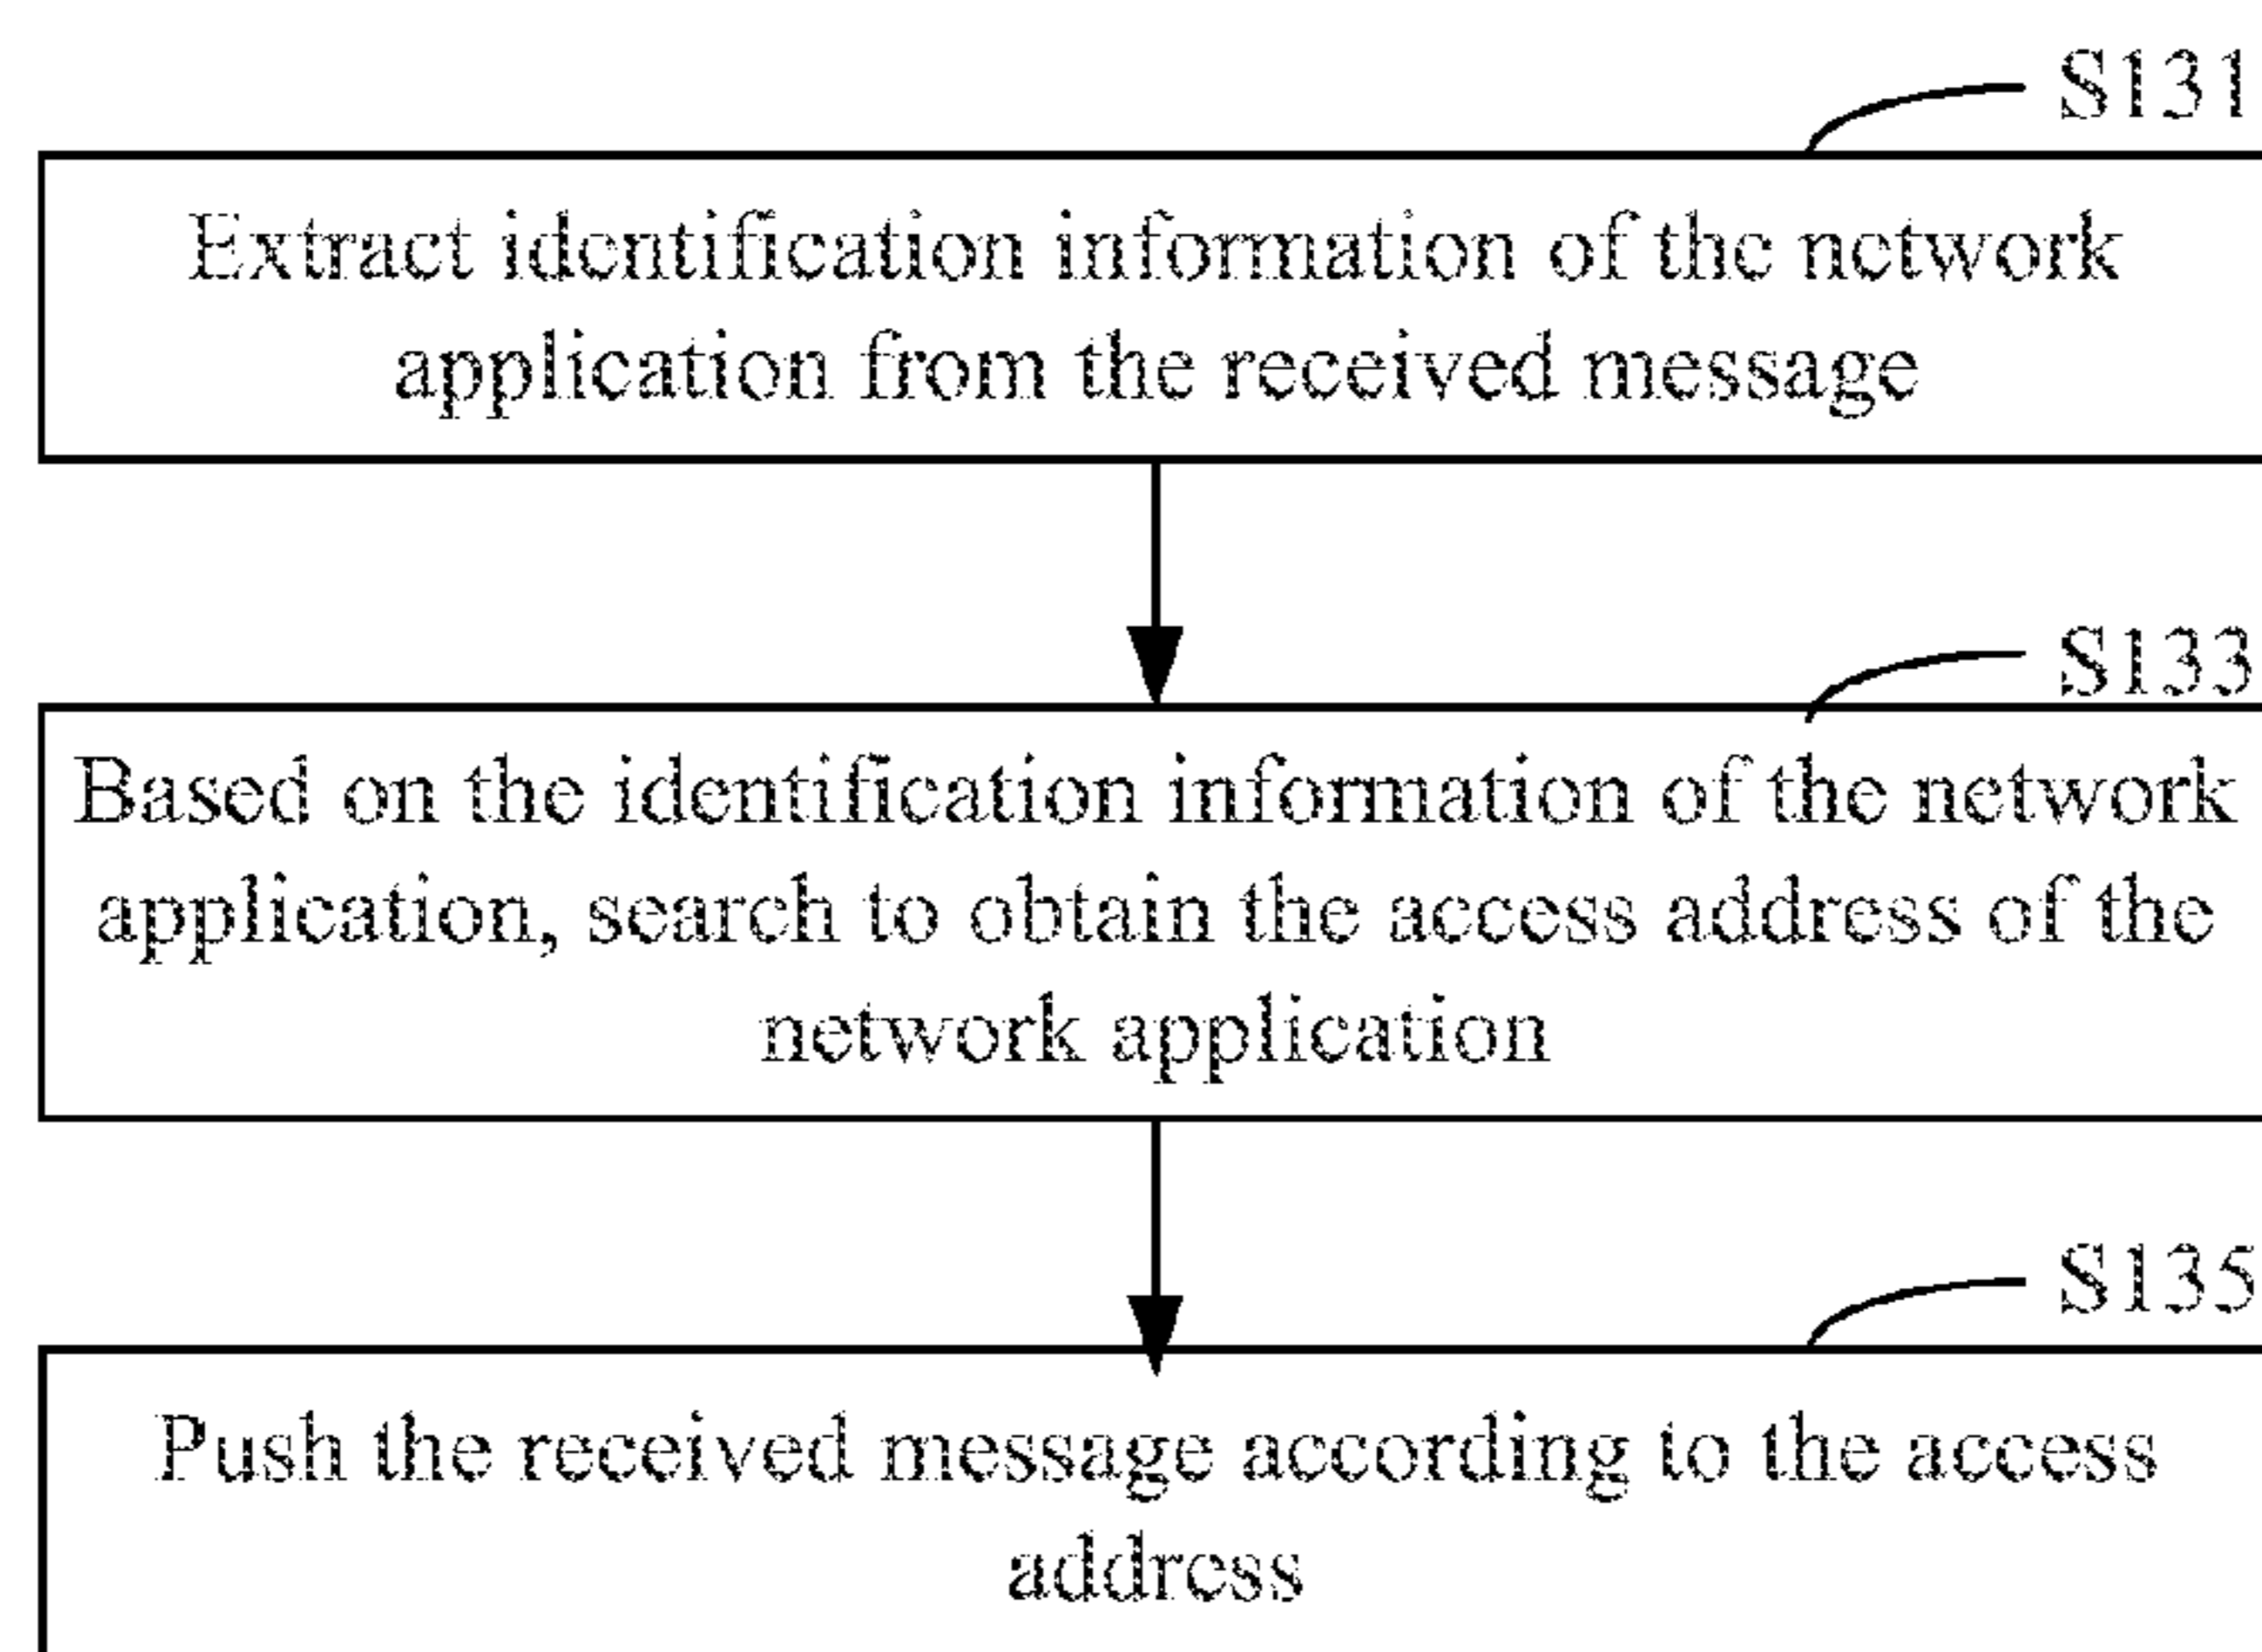 S131
Extract identification information of the network
application from the received message
S133
Based on the identification information of the network
application, search to obtain the access address of the
network application
S135
Push the received message according to the access
address